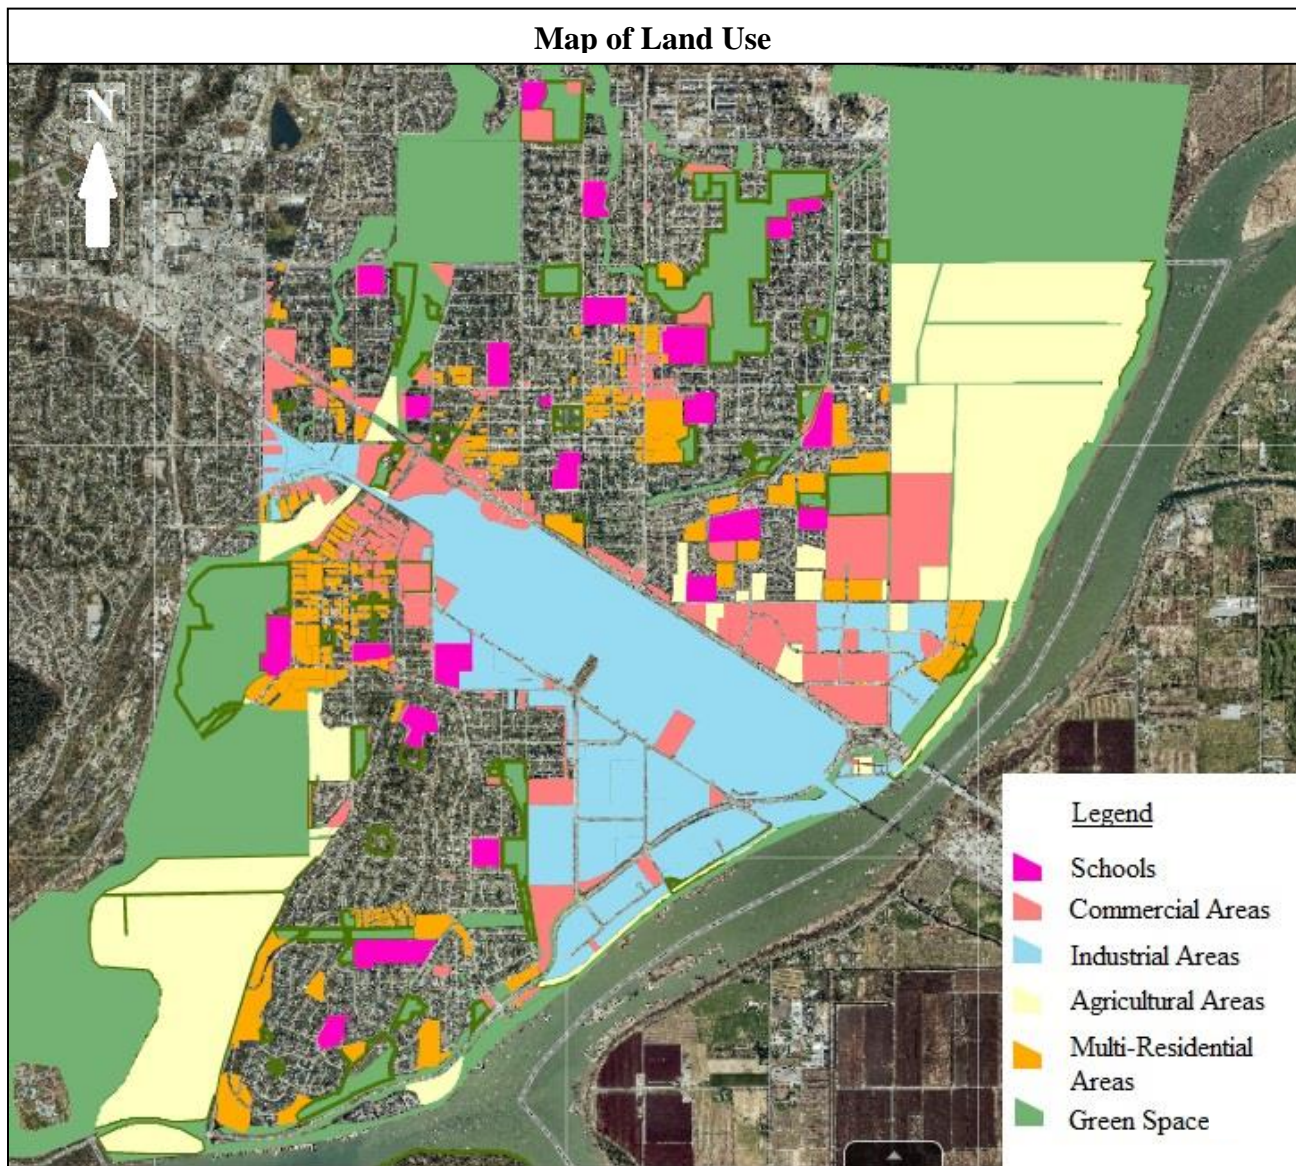 Map of Land Use
N
Legend
Schools
Commercial Areas
Industrial Areas
Agricultural Areas
Multi-Residential
Areas
Green Space